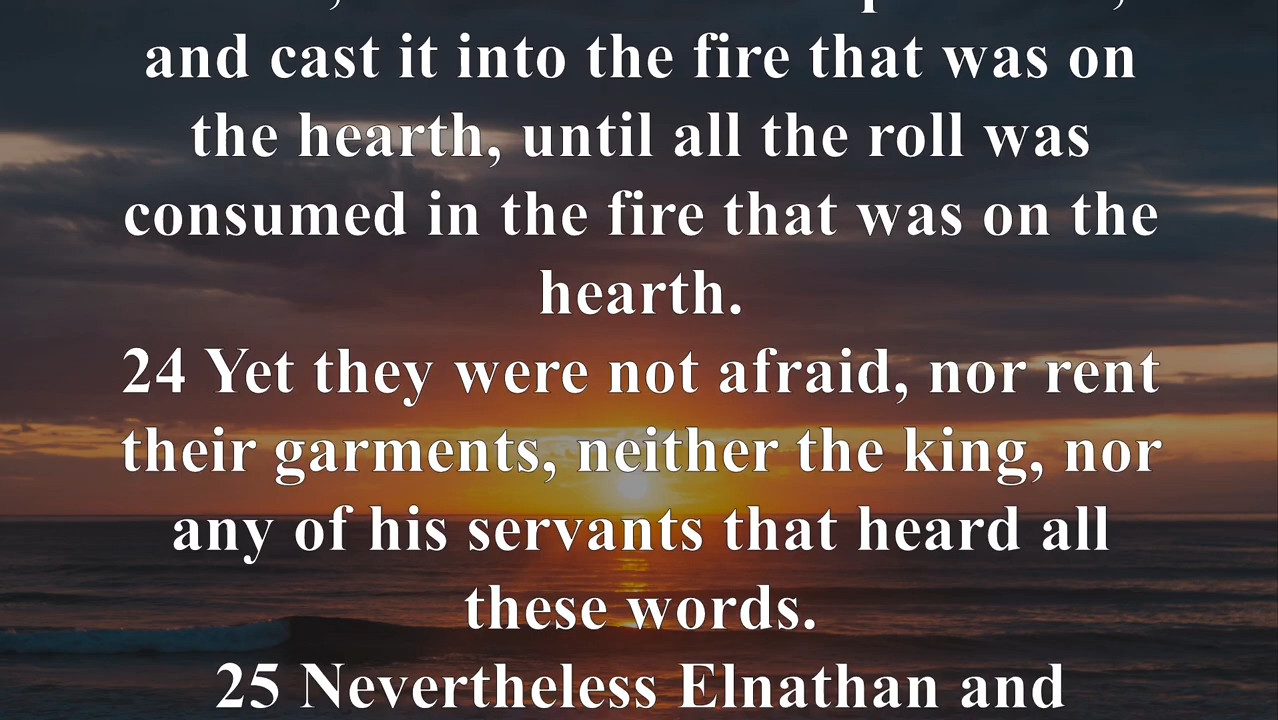 and cast it into the fire that was on
the hearth, until all the roll was
consumed in the fire that was on the
hearth.
24 Yet they were not afraid, nor rent
their garments, neither the king, nor
any of his servants that heard all
these words.
25 Nevertheless Elnathan and